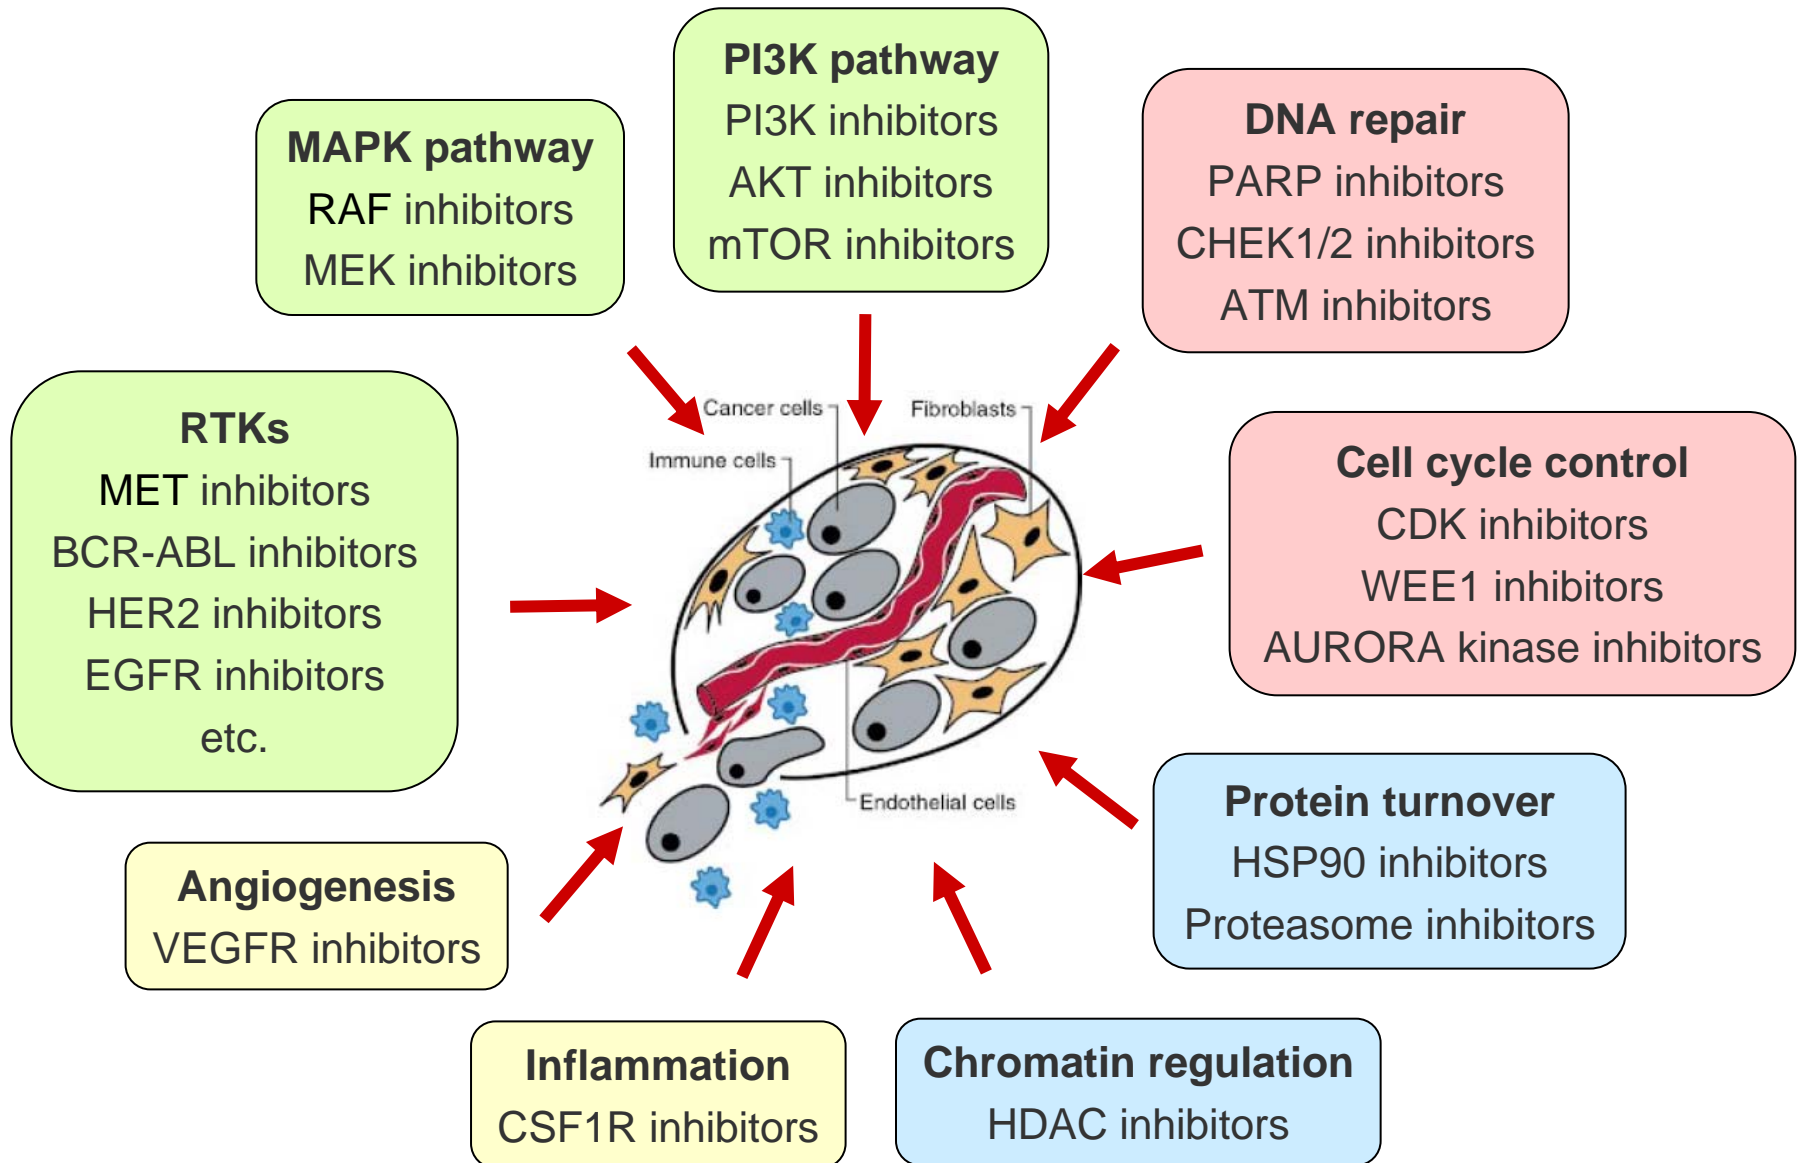 PI3K pathway
PI3K inhibitors
AKT inhibitors
mTOR inhibitors
MAPK pathway
RAF inhibitors
MEK inhibitors
DNA repair
PARP inhibitors
CHEK1/2 inhibitors
ATM inhibitors
RTKs
MET inhibitors
BCR-ABL inhibitors
HER2 inhibitors
EGFR inhibitors
etc.
Cancer cells
Fibroblasts
Immune cells
Endothelial cells
Cell cycle control
CDK inhibitors
WEE1 inhibitors
AURORA kinase inhibitors
Protein turnover
HSP90 inhibitors
Proteasome inhibitors
Angiogenesis
VEGFR inhibitors
Inflammation
CSF1R inhibitors
Chromatin regulation
HDAC inhibitors